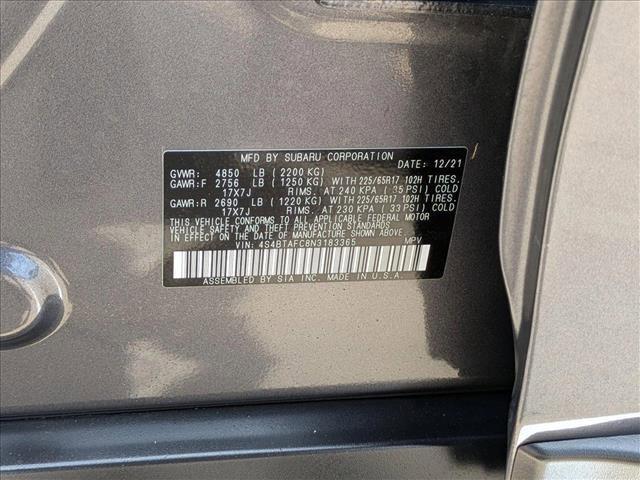 MFD BY SUBARU CORPORATION DATE: 12/21
GVWR: 4850 LB (2200 KG)
GAWR:F 2756 LB (1250 KG) WITH 225/65R17 102H TIRES,
17X7J RIMS, AT 240 KPA (35 PSI) COLD
GAWR:R 2690 LB (1220 KG) WITH 225/65R17 102H TIRES,
17X7J RIMS, AT 230 KPA (33 PSI) COLD
THIS VEHICLE CONFORMS TO ALL APPLICABLE FEDERAL MOTOR
VEHICLE SAFETY AND THEFT PREVENTION STANDARDS
IN EFFECT ON THE DATE OF MANUFACTURE SHOWN ABOVE.
VIN: 4S4BTAFC8N3183365 MPV
ASSEMBLED BY SIA INC. MADE IN U.S.A.